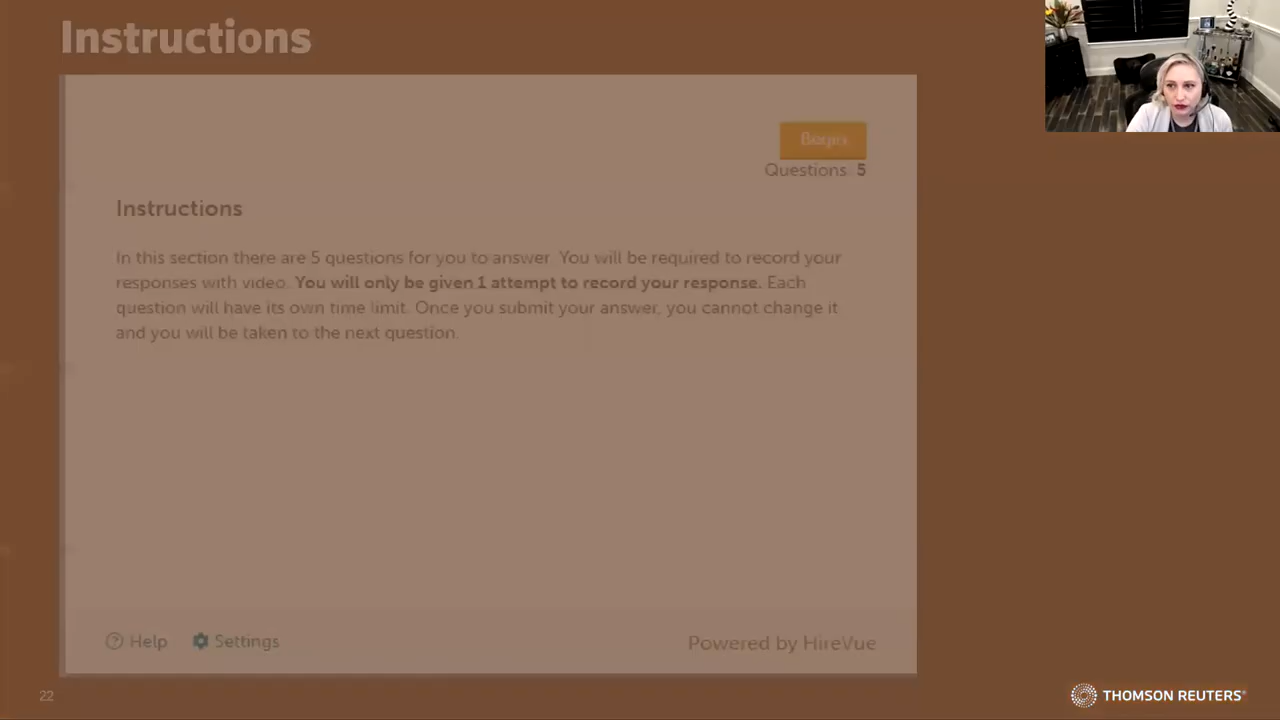 Instructions
Begin
Questions: 5
Instructions
In this section there are 5 questions for you to answer. You will be required to record your
responses with video. You will only be given 1 attempt to record your response. Each
question will have its own time limit. Once you submit your answer, you cannot change it
and you will be taken to the next question.
Help
Settings
Powered by HireVue
22
THOMSON REUTERS